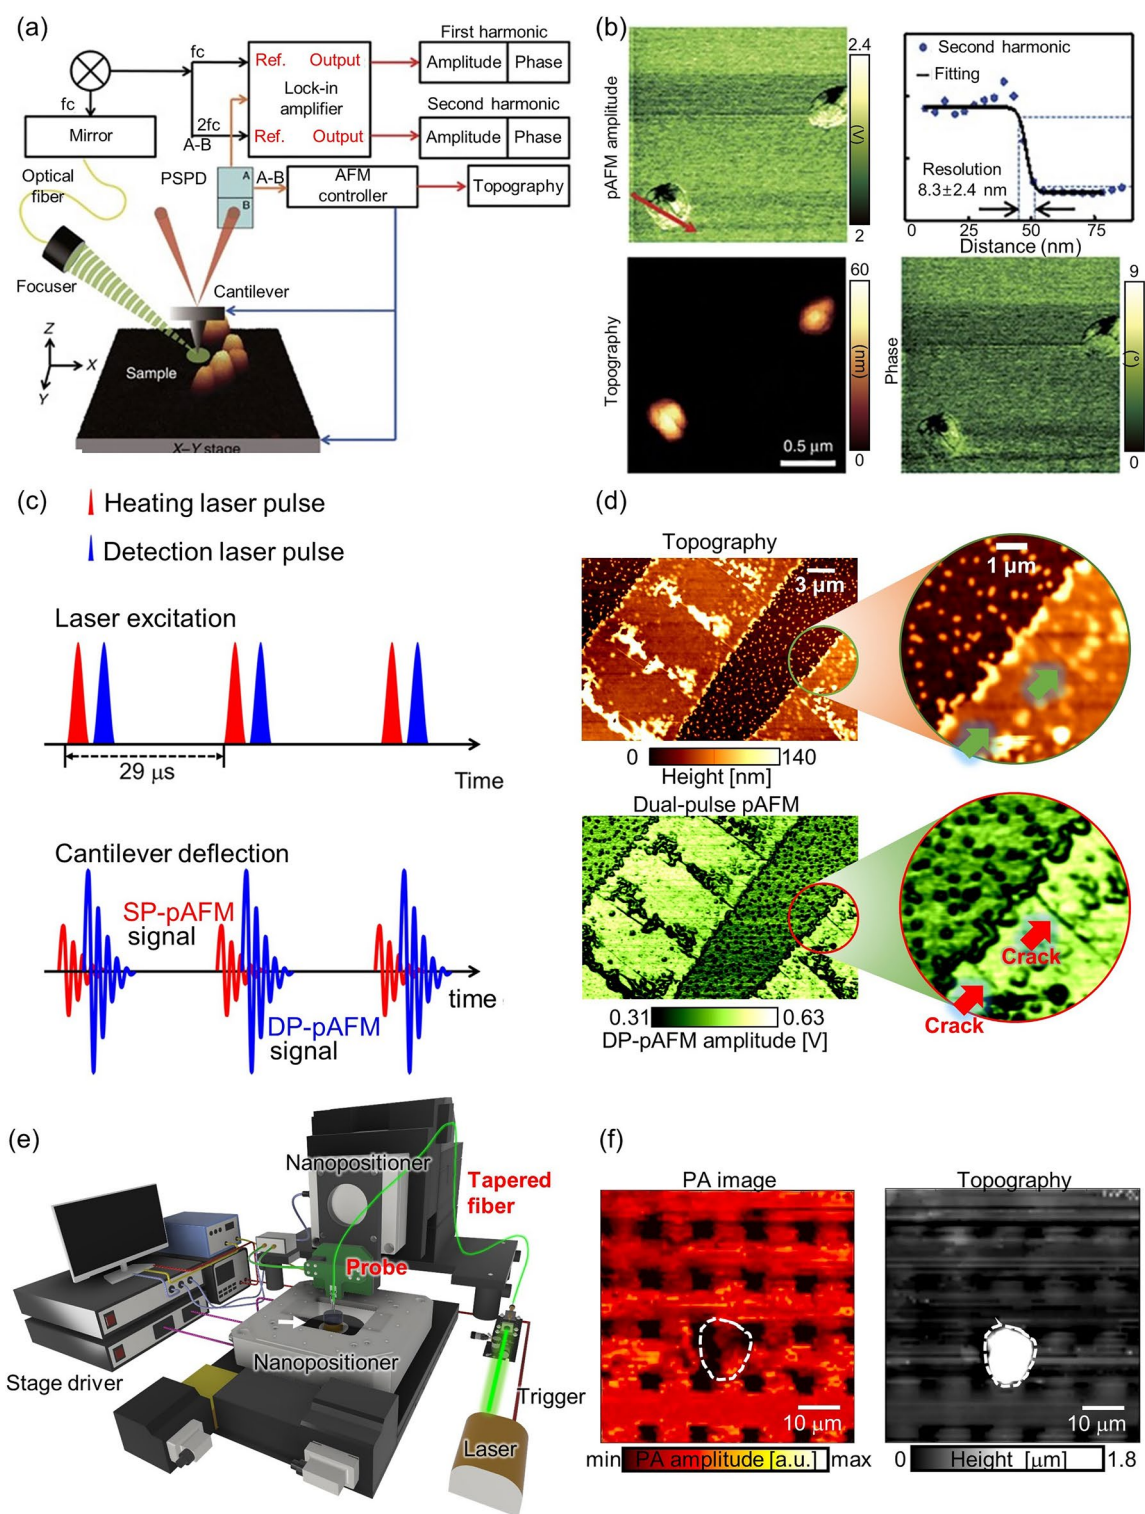 (a)
First harmonic
fc
Ref. Output
Amplitude Phase
Lock-in
amplifier
Second harmonic
fc
2fc
Ref. Output
Amplitude Phase
Mirror
A-B
Optical
fiber
PSPD
A
B
A-B
AFM
controller
Topography
Focuser
Cantilever
Z
X
Y
Sample
X–Y stage
(b)
pAFM amplitude
2.4
(V)
2
Second harmonic
Fitting
Resolution
8.3±2.4 nm
0 25 50 75
Distance (nm)
Topography
60
(nm)
0
0.5 μm
Phase
9
(°)
0
(c)
Heating laser pulse
Detection laser pulse
Laser excitation
29 μs
Time
Cantilever deflection
SP-pAFM
signal
time
DP-pAFM
signal
(d)
Topography
3 μm
1 μm
0 140
Height [nm]
Dual-pulse pAFM
Crack
Crack
0.31 0.63
DP-pAFM amplitude [V]
(e)
Nanopositioner
Tapered
fiber
Probe
Nanopositioner
Stage driver
Trigger
Laser
(f)
PA image
10 μm
min PA amplitude [a.u.] max
Topography
10 μm
0 Height [μm] 1.8